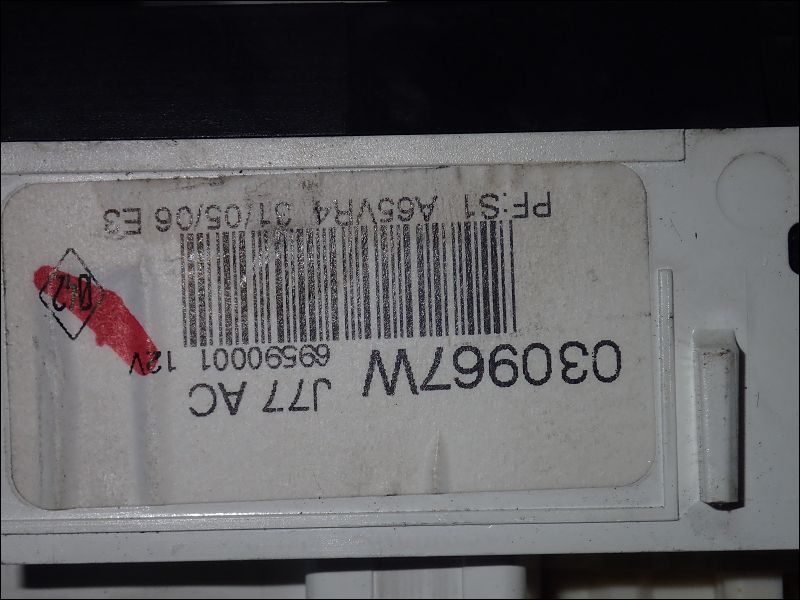 030967W
J77 AC
69590001 12V
PF:S1 A65VR4 31/05/06 E3